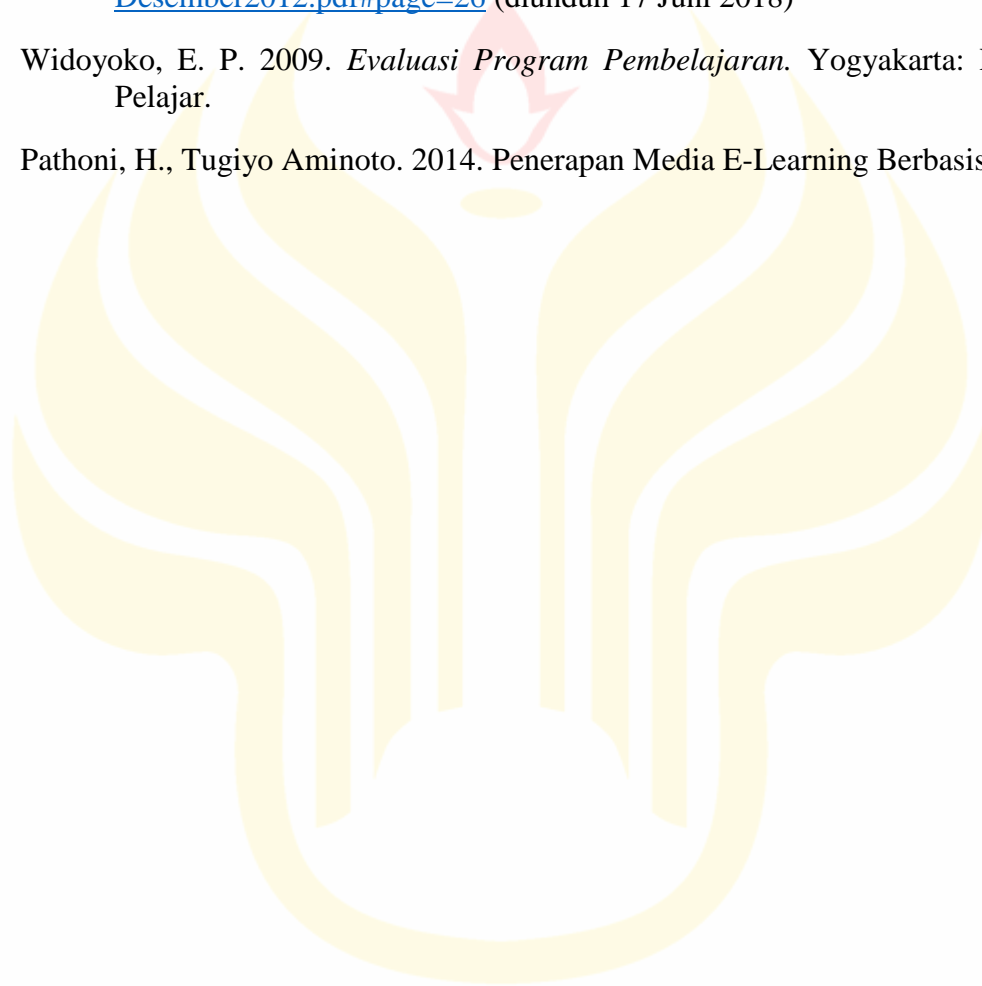 Desember2012.pdf#page=26 (diunduh 17 Juni 2018)
Widoyoko, E. P. 2009. Evaluasi Program Pembelajaran. Yogyakarta:
Pelajar.
Pathoni, H., Tugiyo Aminoto. 2014. Penerapan Media E-Learning Berbasis